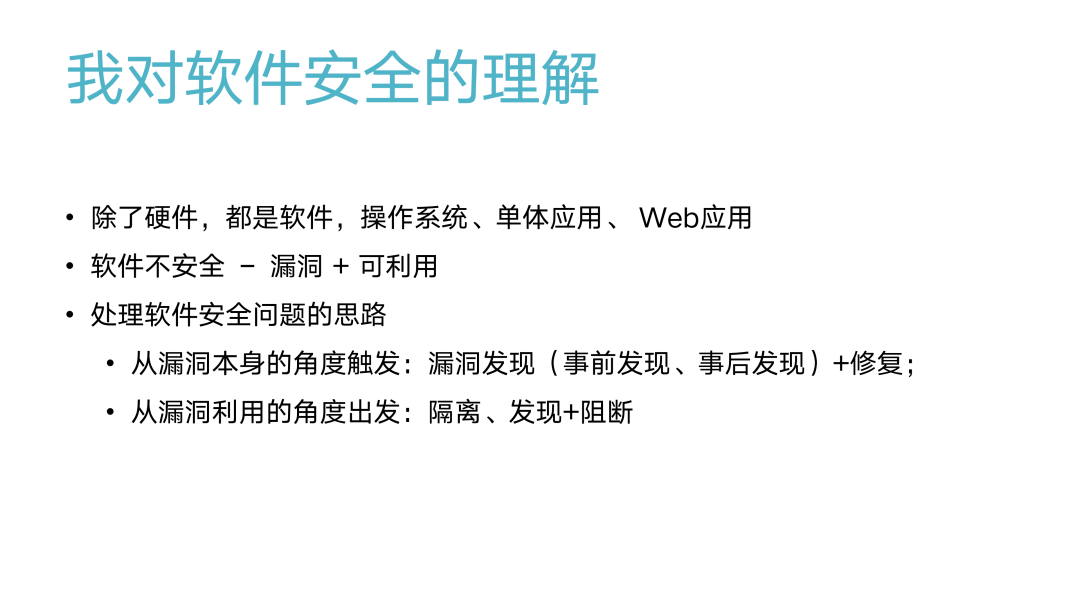 我对软件安全的理解
• 除了硬件，都是软件，操作系统、单体应用、 Web应用
• 软件不安全 – 漏洞 + 可利用
• 处理软件安全问题的思路
• 从漏洞本身的角度触发：漏洞发现（事前发现、事后发现）+修复；
• 从漏洞利用的角度出发：隔离、发现+阻断